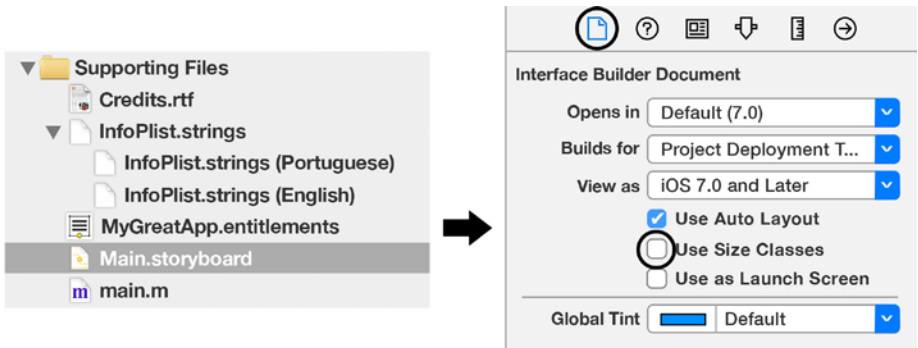 Supporting Files
Credits.rtf
InfoPlist.strings
InfoPlist.strings (Portuguese)
InfoPlist.strings (English)
MyGreatApp.entitlements
Main.storyboard
m main.m
Interface Builder Document
Opens in Default (7.0)
Builds for Project Deployment T...
View as iOS 7.0 and Later
Use Auto Layout
Use Size Classes
Use as Launch Screen
Global Tint Default